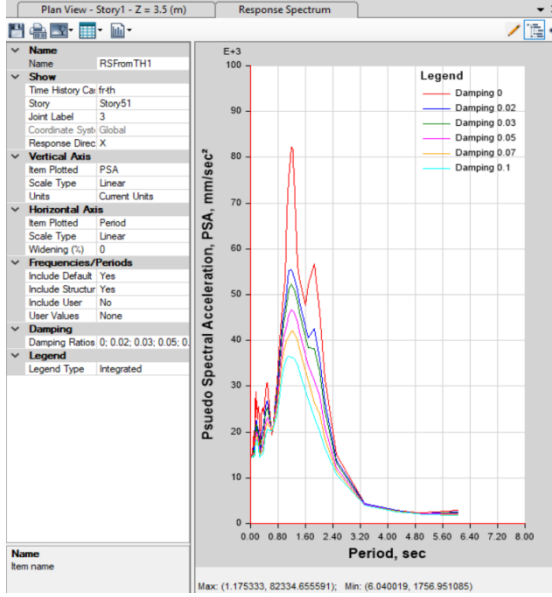 Plan View - Story1 - Z = 3.5 (m)
Response Spectrum
Name
Name RSFromTH1
Show
Time History Cas fr-th
Story Story51
Joint Label 3
Coordinate Syste Global
Response Direc X
Vertical Axis
Item Plotted PSA
Scale Type Linear
Units Current Units
Horizontal Axis
Item Plotted Period
Scale Type Linear
Widening (%) 0
Frequencies/Periods
Include Default Yes
Include Structur Yes
Include User No
User Values None
Damping
Damping Ratios 0; 0.02; 0.03; 0.05; 0.
Legend
Legend Type Integrated
Name
Item name
E+3
100
90
80
70
60
50
40
30
20
10
0
Psuedo Spectral Acceleration, PSA, mm/sec²
Legend
Damping 0
Damping 0.02
Damping 0.03
Damping 0.05
Damping 0.07
Damping 0.1
0.00 0.80 1.60 2.40 3.20 4.00 4.80 5.60 6.40 7.20 8.00
Period, sec
Max: (1.175333, 82334.655591); Min: (6.040019, 1756.951085)